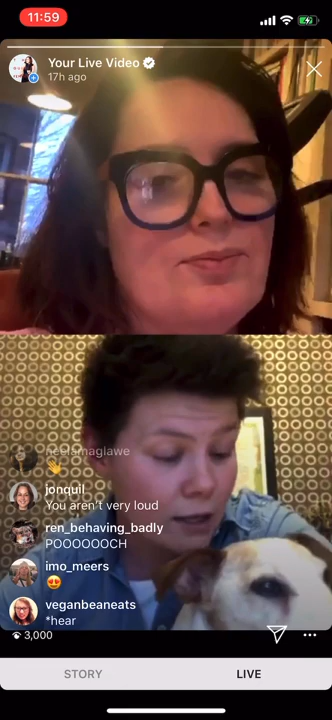 11:59
Your Live Video
17h ago
neelamaglawe
👋
jonquil
You aren't very loud
ren_behaving_badly
POOOOOOCH
imo_meers
😍
veganbeaneats
*hear
3,000
STORY
LIVE